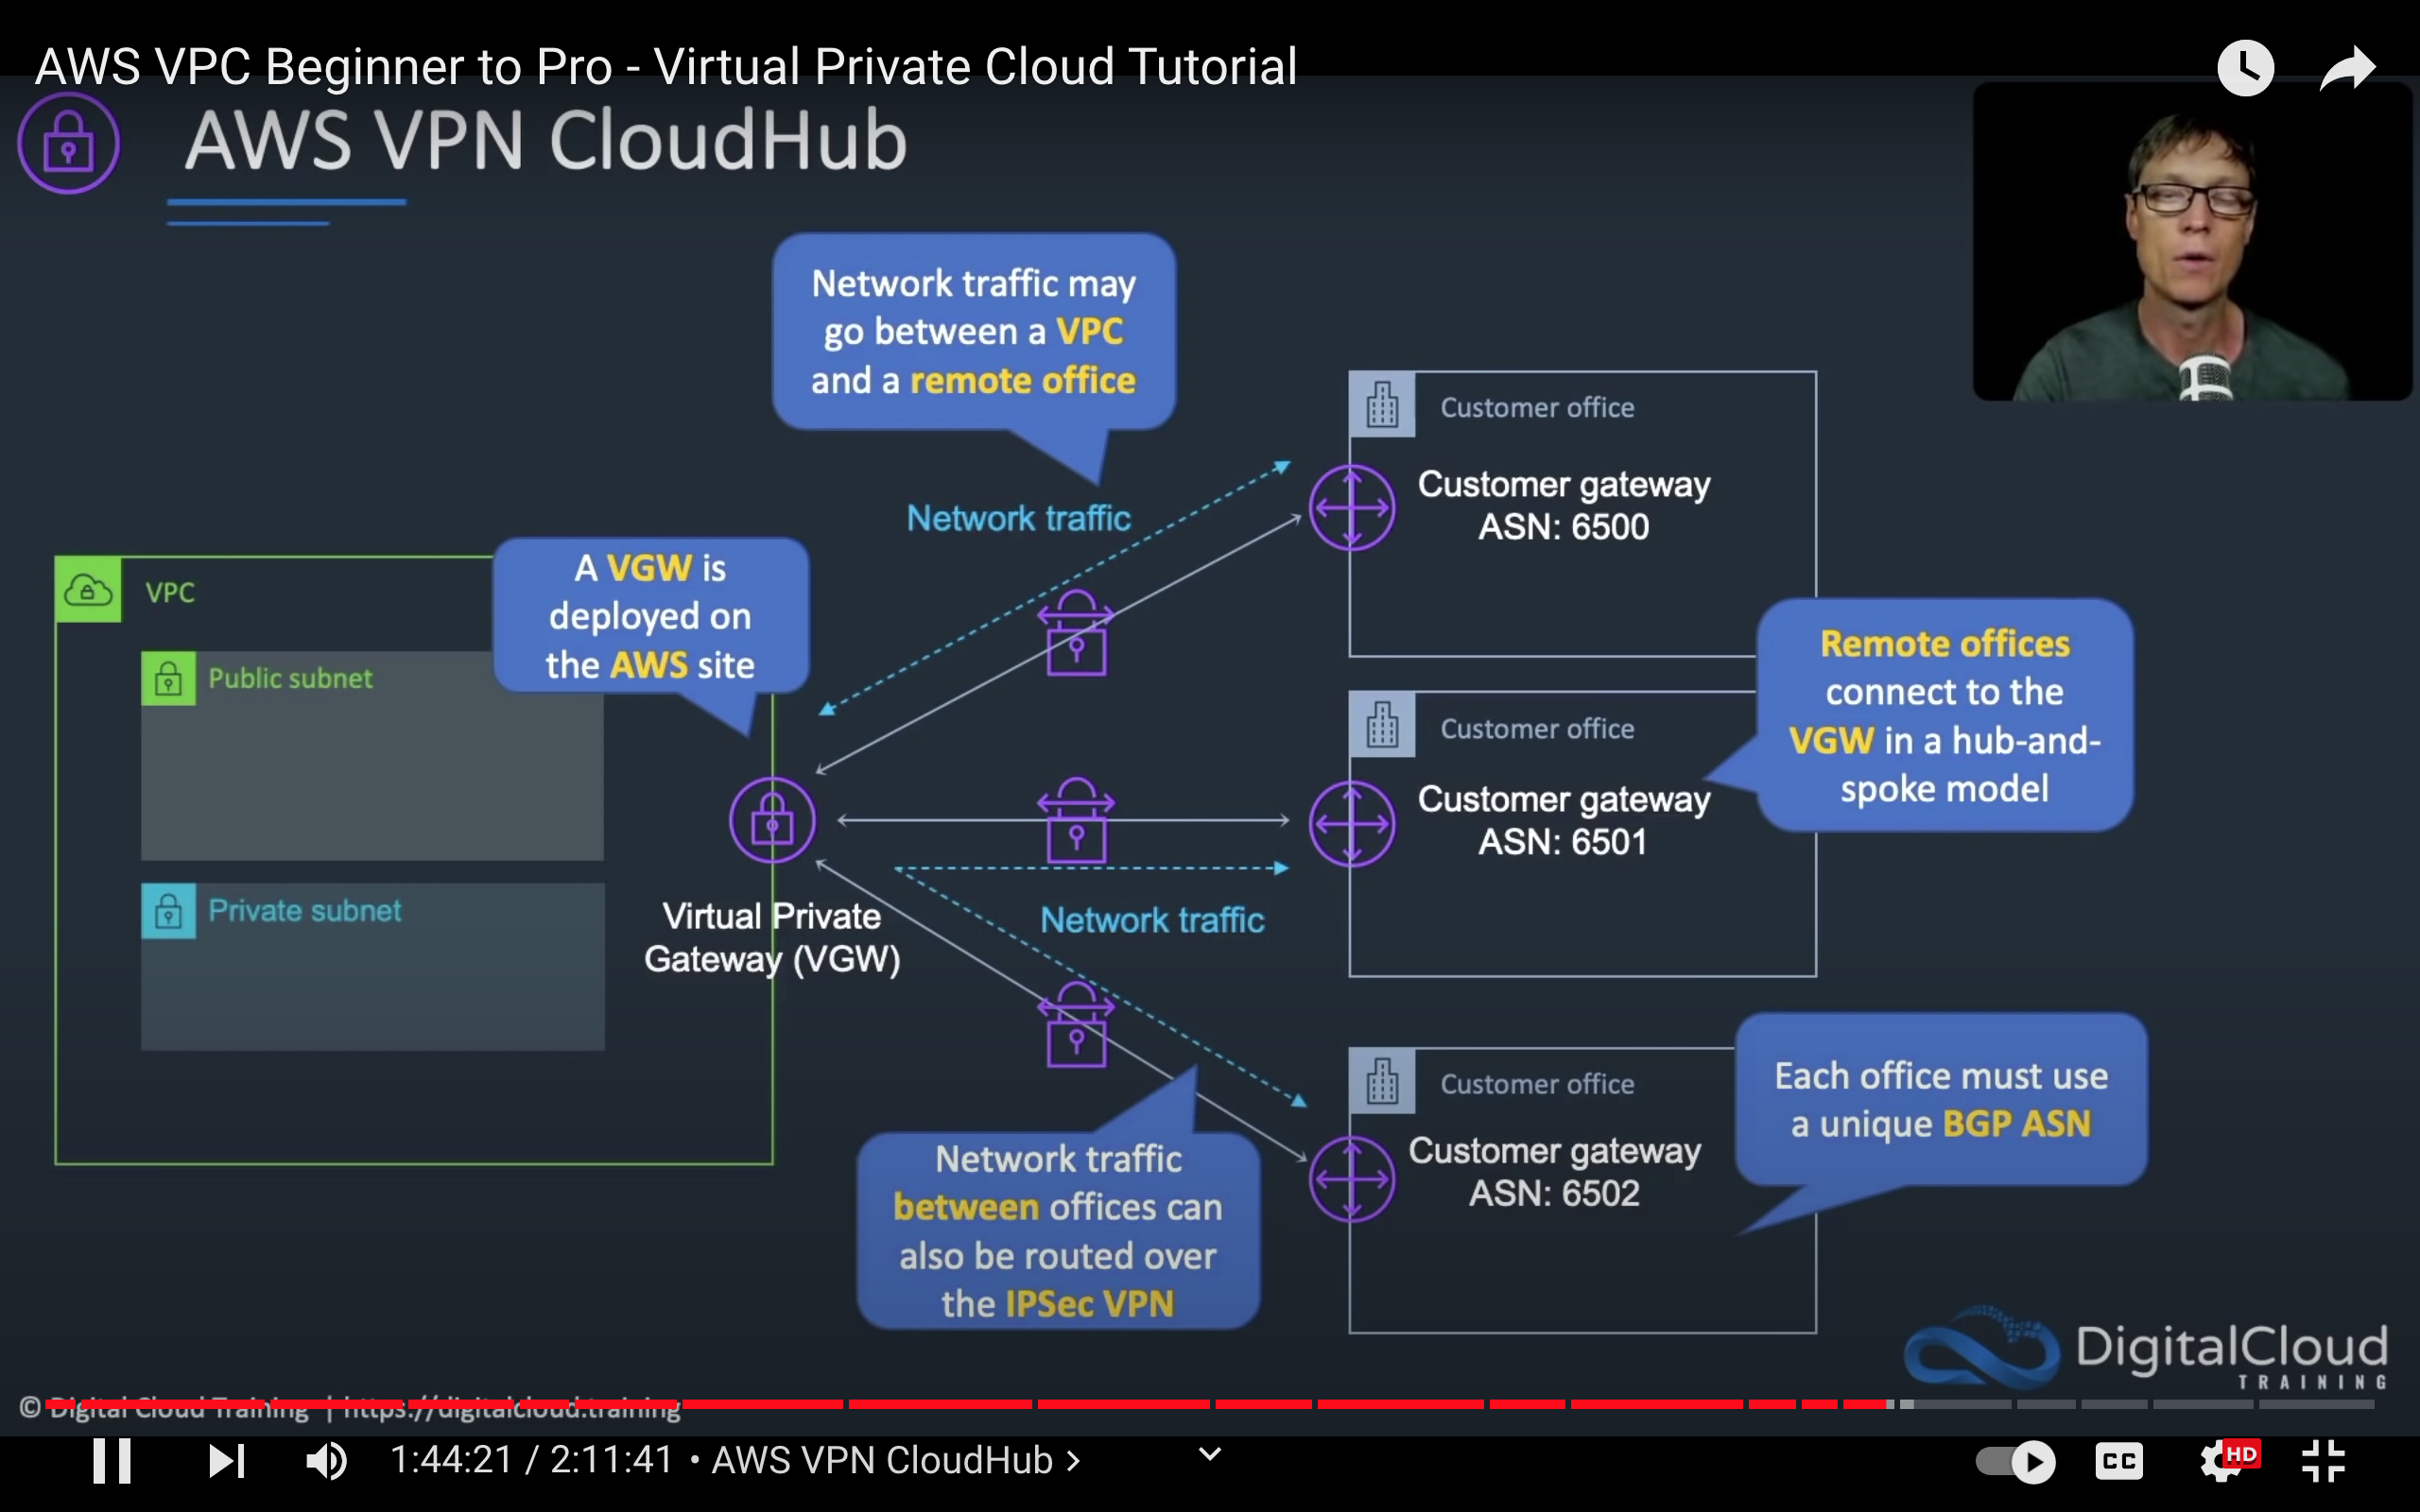 AWS VPC Beginner to Pro - Virtual Private Cloud Tutorial
AWS VPN CloudHub
Network traffic may
go between a VPC
and a remote office
Customer office
Customer gateway
ASN: 6500
Network traffic
A VGW is
deployed on
the AWS site
VPC
Public subnet
Remote offices
connect to the
VGW in a hub-and-
spoke model
Customer office
Customer gateway
ASN: 6501
Private subnet
Virtual Private
Gateway (VGW)
Network traffic
Customer office
Customer gateway
ASN: 6502
Each office must use
a unique BGP ASN
Network traffic
between offices can
also be routed over
the IPSec VPN
DigitalCloud
TRAINING
© Digital Cloud Training | https://digitalcloud.training
1:44:21 / 2:11:41 • AWS VPN CloudHub ›
CC
HD